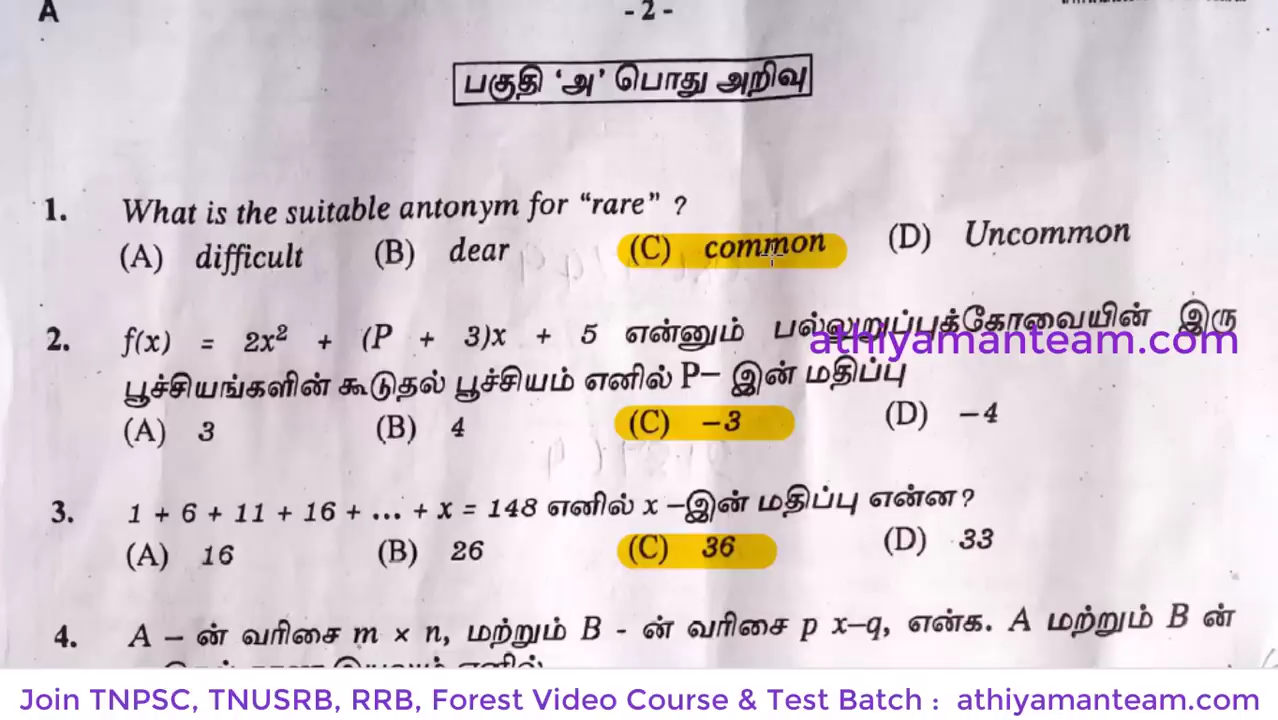 A
- 2 -
பகுதி ‘அ’ பொது அறிவு
1. What is the suitable antonym for “rare” ?
(A) difficult (B) dear (C) common (D) Uncommon
2. f(x) = 2x² + (P + 3)x + 5 என்னும் பல்லுறுப்புக்கோவையின் இரு
athiyamanteam.com
பூச்சியங்களின் கூடுதல் பூச்சியம் எனில் P– இன் மதிப்பு
(A) 3 (B) 4 (C) –3 (D) –4
3. 1 + 6 + 11 + 16 + ... + x = 148 எனில் x –இன் மதிப்பு என்ன?
(A) 16 (B) 26 (C) 36 (D) 33
4. A – ன் வரிசை m × n, மற்றும் B - ன் வரிசை p x–q, என்க. A மற்றும் B ன்
Join TNPSC, TNUSRB, RRB, Forest Video Course & Test Batch : athiyamanteam.com